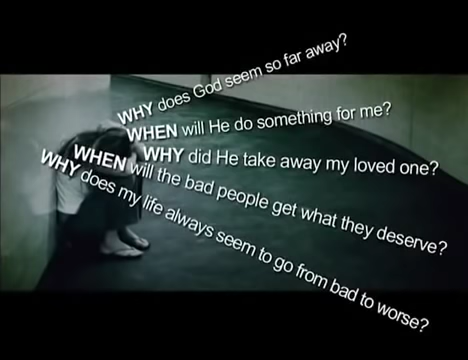 WHY does God seem so far away?
WHEN will He do something for me?
WHY did He take away my loved one?
WHEN will the bad people get what they deserve?
WHY does my life always seem to go from bad to worse?